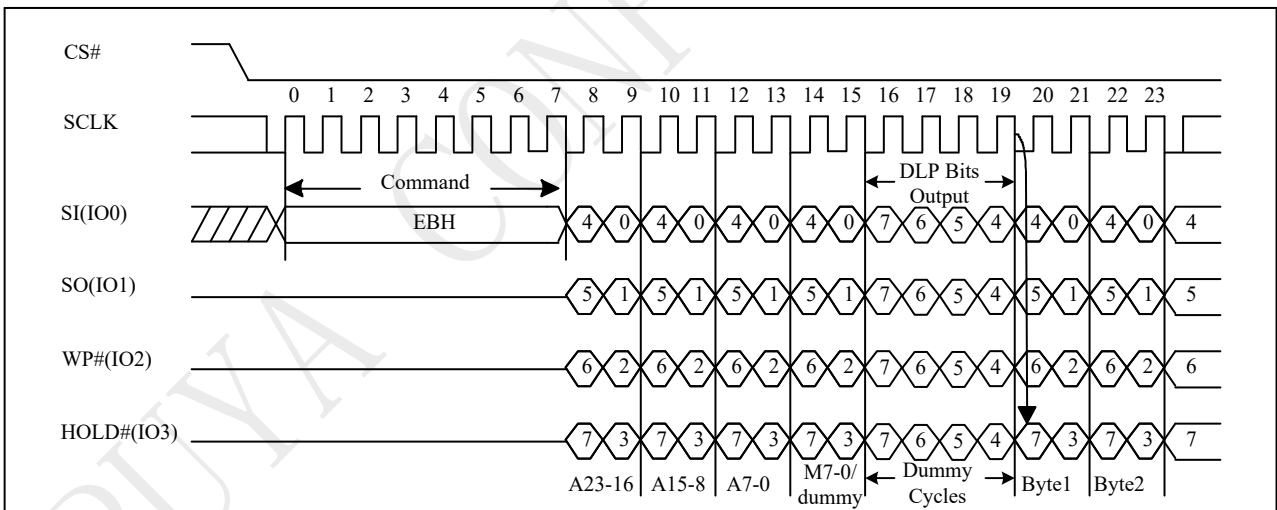 CS#
0 1 2 3 4 5 6 7 8 9 10 11 12 13 14 15 16 17 18 19 20 21 22 23
SCLK
Command
DLP Bits
Output
SI(IO0) EBH 4 0 4 0 4 0 4 0 7 6 5 4 4 0 4 0 4
SO(IO1) 5 1 5 1 5 1 5 1 7 6 5 4 5 1 5 1 5
WP#(IO2) 6 2 6 2 6 2 6 2 7 6 5 4 6 2 6 2 6
HOLD#(IO3) 7 3 7 3 7 3 7 3 7 6 5 4 7 3 7 3 7
A23-16 A15-8 A7-0 M7-0/
dummy Dummy
Cycles Byte1 Byte2
PUYA CONF